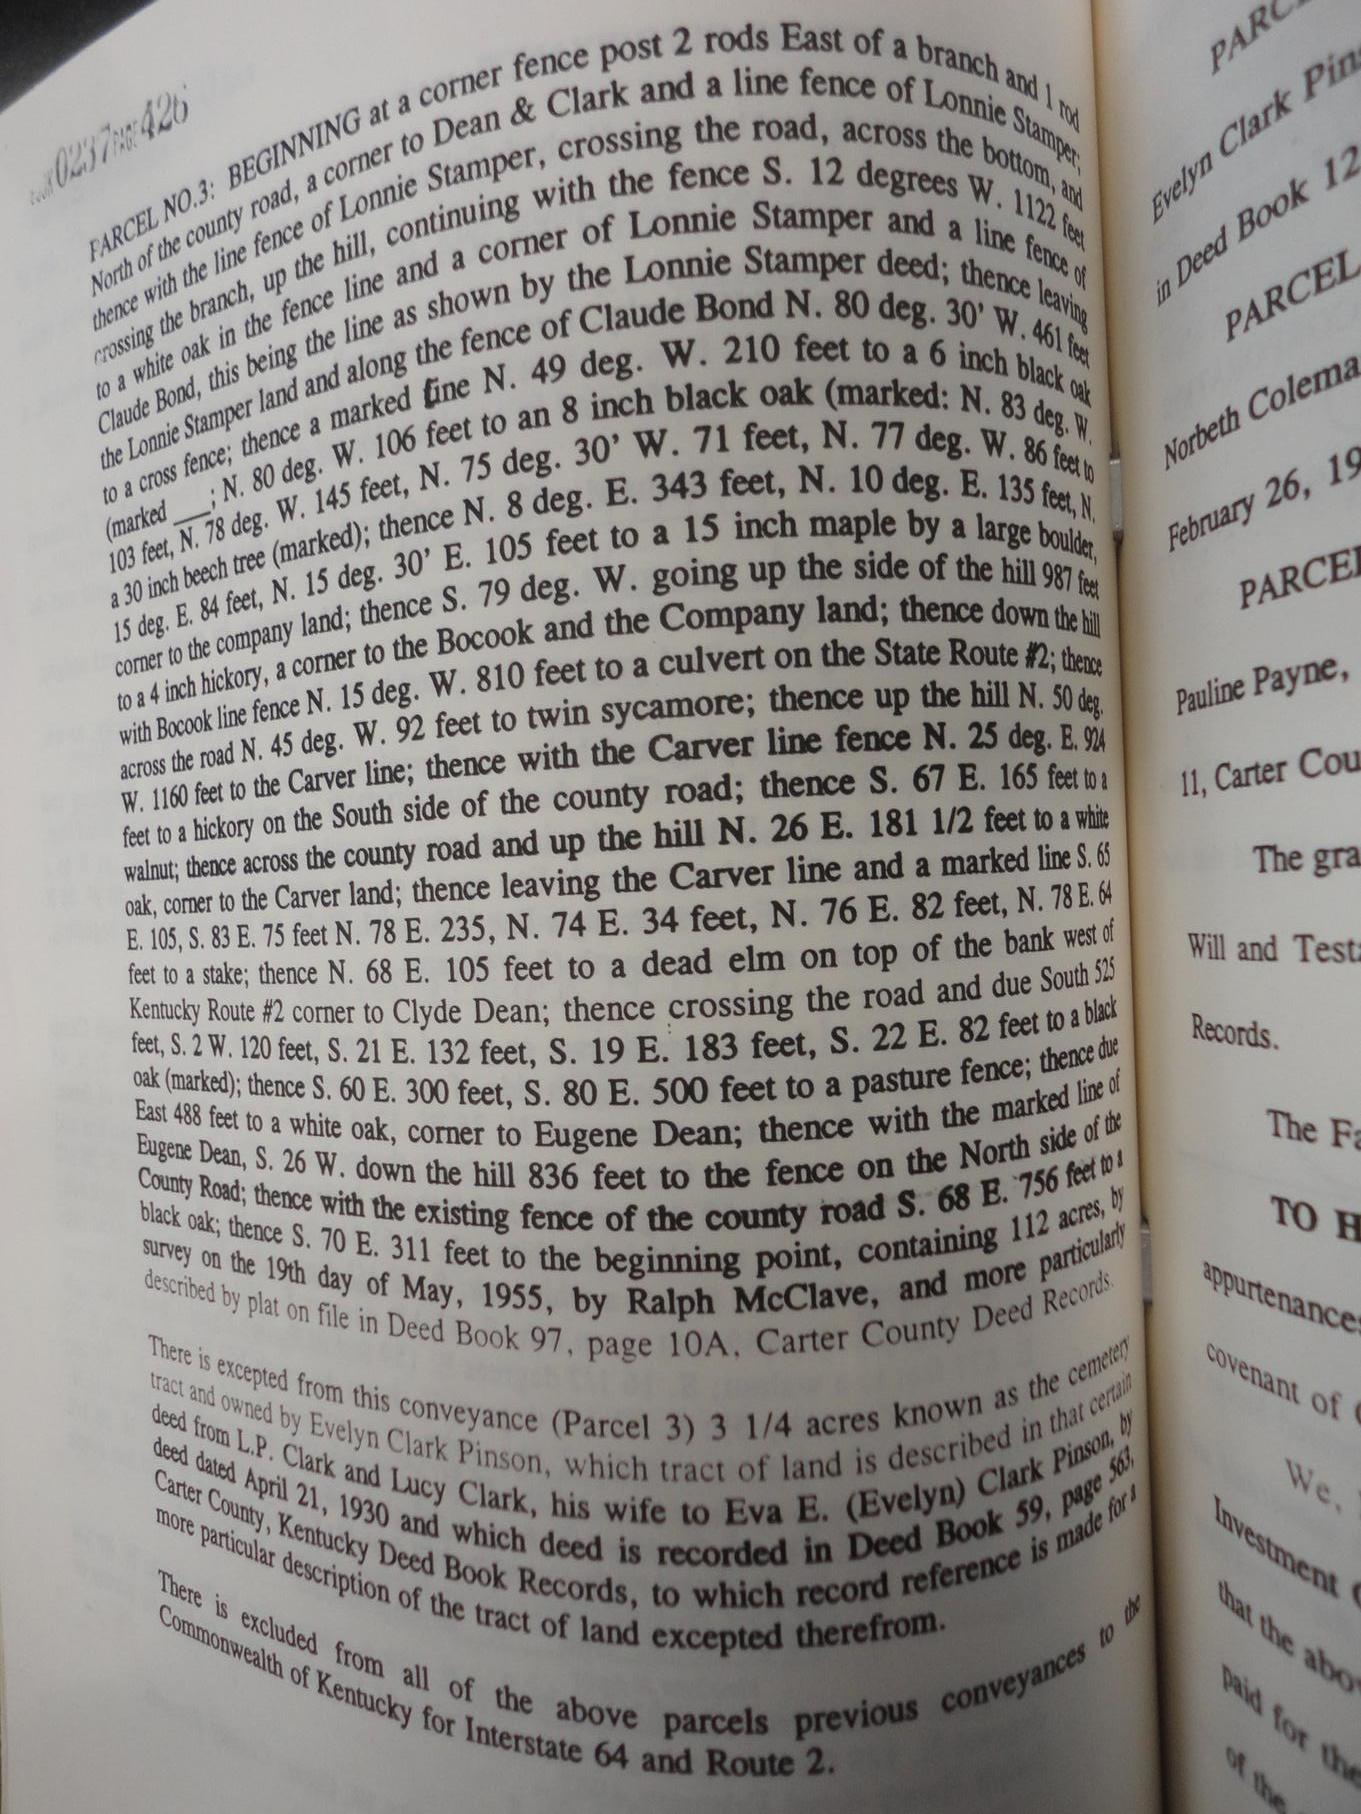 BOOK 0237 PAGE 426
PARCEL NO.3: BEGINNING at a corner fence post 2 rods East of a branch and 1 rod
North of the county road, a corner to Dean & Clark and a line fence of Lonnie Stamper;
thence with the line fence of Lonnie Stamper, crossing the road, across the bottom, and
crossing the branch, up the hill, continuing with the fence S. 12 degrees W. 1122 feet
to a white oak in the fence line and a corner of Lonnie Stamper and a line fence of
Claude Bond, this being the line as shown by the Lonnie Stamper deed; thence leaving
the Lonnie Stamper land and along the fence of Claude Bond N. 80 deg. 30' W. 461 feet
to a cross fence; thence a marked line N. 49 deg. W. 210 feet to a 6 inch black oak
(marked ___; N. 80 deg. W. 106 feet to an 8 inch black oak (marked: N. 83 deg. W.
103 feet, N. 78 deg. W. 145 feet, N. 75 deg. 30' W. 71 feet, N. 77 deg. W. 86 feet to
a 30 inch beech tree (marked); thence N. 8 deg. E. 343 feet, N. 10 deg. E. 135 feet, N.
15 deg. E. 84 feet, N. 15 deg. 30' E. 105 feet to a 15 inch maple by a large boulder,
corner to the company land; thence S. 79 deg. W. going up the side of the hill 987 feet
to a 4 inch hickory, a corner to the Bocook and the Company land; thence down the hill
with Bocook line fence N. 15 deg. W. 810 feet to a culvert on the State Route #2; thence
across the road N. 45 deg. W. 92 feet to twin sycamore; thence up the hill N. 50 deg.
W. 1160 feet to the Carver line; thence with the Carver line fence N. 25 deg. E. 924
feet to a hickory on the South side of the county road; thence S. 67 E. 165 feet to a
walnut; thence across the county road and up the hill N. 26 E. 181 1/2 feet to a white
oak, corner to the Carver land; thence leaving the Carver line and a marked line S. 65
E. 105, S. 83 E. 75 feet N. 78 E. 235, N. 74 E. 34 feet, N. 76 E. 82 feet, N. 78 E. 64
feet to a stake; thence N. 68 E. 105 feet to a dead elm on top of the bank west of
Kentucky Route #2 corner to Clyde Dean; thence crossing the road and due South 525
feet, S. 2 W. 120 feet, S. 21 E. 132 feet, S. 19 E. 183 feet, S. 22 E. 82 feet to a black
oak (marked); thence S. 60 E. 300 feet, S. 80 E. 500 feet to a pasture fence; thence due
East 488 feet to a white oak, corner to Eugene Dean; thence with the marked line of
Eugene Dean, S. 26 W. down the hill 836 feet to the fence on the North side of the
County Road; thence with the existing fence of the county road S. 68 E. 756 feet to a
black oak; thence S. 70 E. 311 feet to the beginning point, containing 112 acres, by
survey on the 19th day of May, 1955, by Ralph McClave, and more particularly
described by plat on file in Deed Book 97, page 10A, Carter County Deed Records.
There is excepted from this conveyance (Parcel 3) 3 1/4 acres known as the cemetery
tract and owned by Evelyn Clark Pinson, which tract of land is described in that certain
deed from L.P. Clark and Lucy Clark, his wife to Eva E. (Evelyn) Clark Pinson, by
deed dated April 21, 1930 and which deed is recorded in Deed Book 59, page 563,
Carter County, Kentucky Deed Book Records, to which record reference is made for a
more particular description of the tract of land excepted therefrom.
There is excluded from all of the above parcels previous conveyances to the
Commonwealth of Kentucky for Interstate 64 and Route 2.
Evelyn Clark
in Deed Book 12
PARCEL
Norbeth
February 26, 19
Pauline Payne,
11, Carter
The
Will and
Records.
The
TO
covenant of
We,
Investment
that the
paid for the
of the